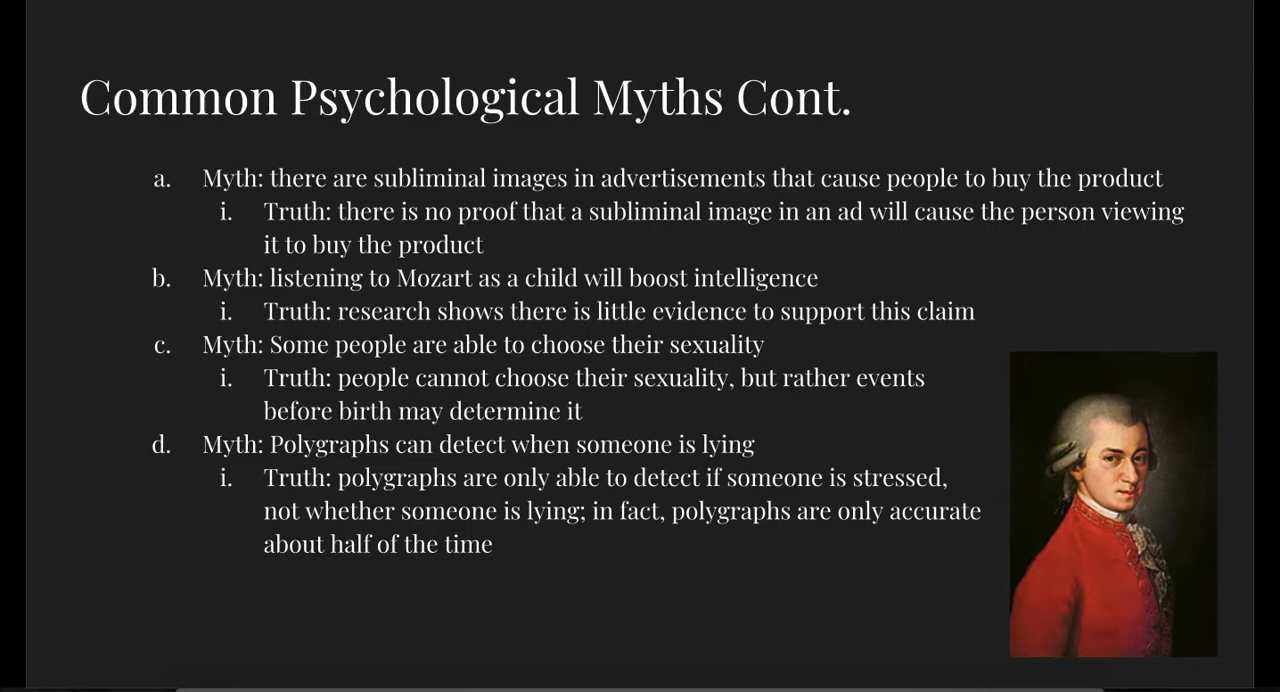 Common Psychological Myths Cont.
a. Myth: there are subliminal images in advertisements that cause people to buy the product
i. Truth: there is no proof that a subliminal image in an ad will cause the person viewing
it to buy the product
b. Myth: listening to Mozart as a child will boost intelligence
i. Truth: research shows there is little evidence to support this claim
c. Myth: Some people are able to choose their sexuality
i. Truth: people cannot choose their sexuality, but rather events
before birth may determine it
d. Myth: Polygraphs can detect when someone is lying
i. Truth: polygraphs are only able to detect if someone is stressed,
not whether someone is lying; in fact, polygraphs are only accurate
about half of the time